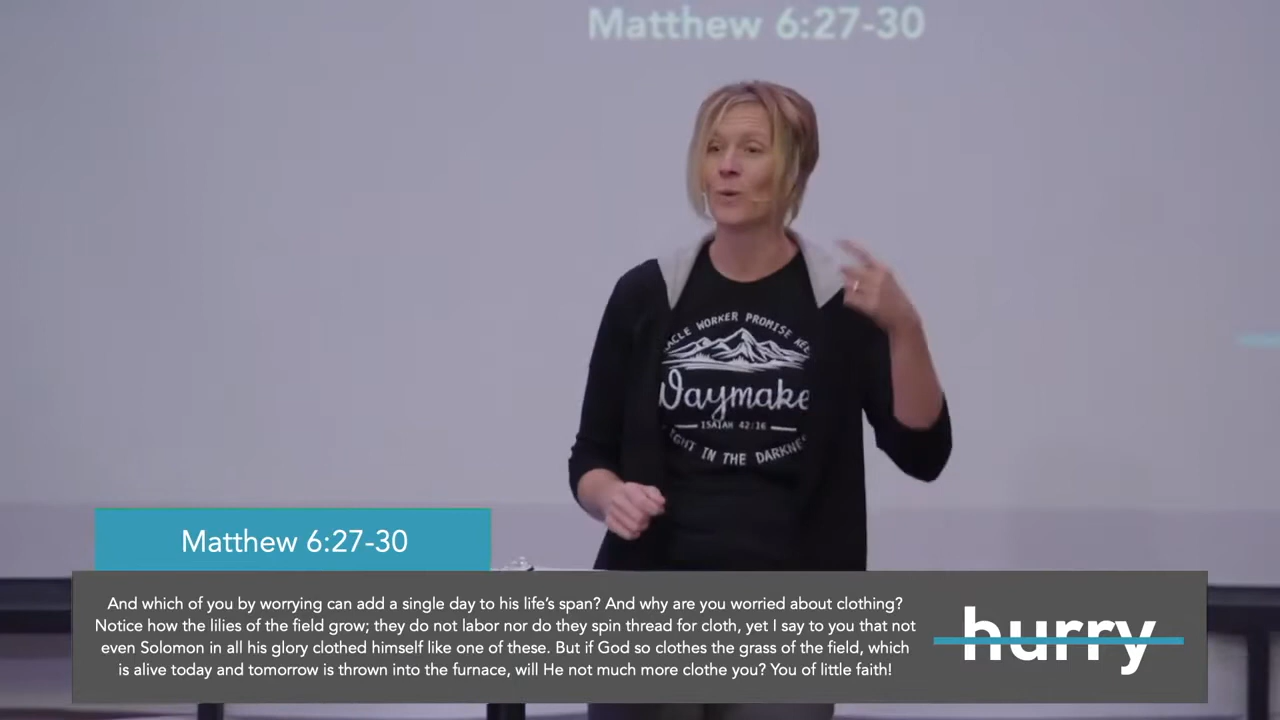 Matthew 6:27-30
ACLE WORKER PROMISE KEE
Waymake
ISAIAH 42:16
IGHT IN THE DARKNES
Matthew 6:27-30
And which of you by worrying can add a single day to his life’s span? And why are you worried about clothing?
Notice how the lilies of the field grow; they do not labor nor do they spin thread for cloth, yet I say to you that not
even Solomon in all his glory clothed himself like one of these. But if God so clothes the grass of the field, which
is alive today and tomorrow is thrown into the furnace, will He not much more clothe you? You of little faith!
hurry